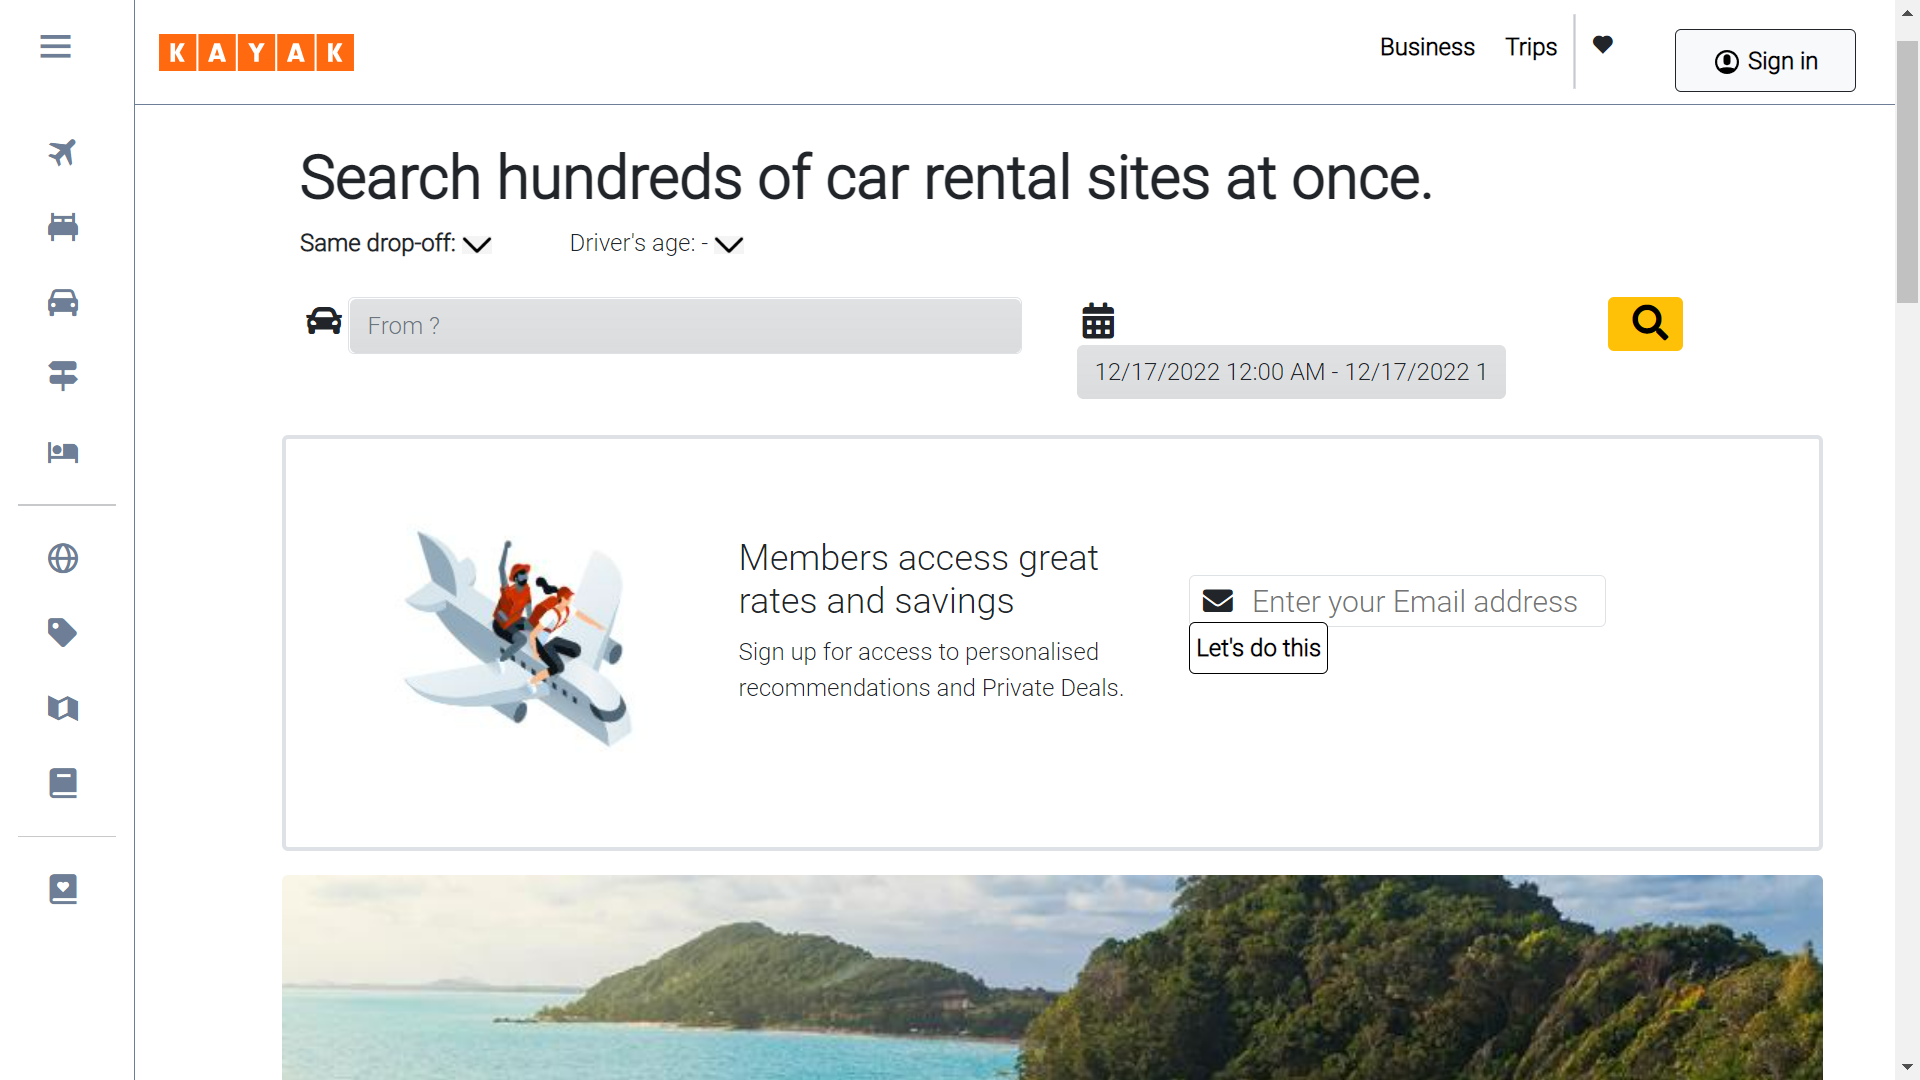 KAYAK
Business
Trips
Sign in
Search hundreds of car rental sites at once.
Same drop-off:
Driver's age: -
From ?
12/17/2022 12:00 AM - 12/17/2022 1
Members access great
rates and savings
Sign up for access to personalised
recommendations and Private Deals.
Enter your Email address
Let's do this